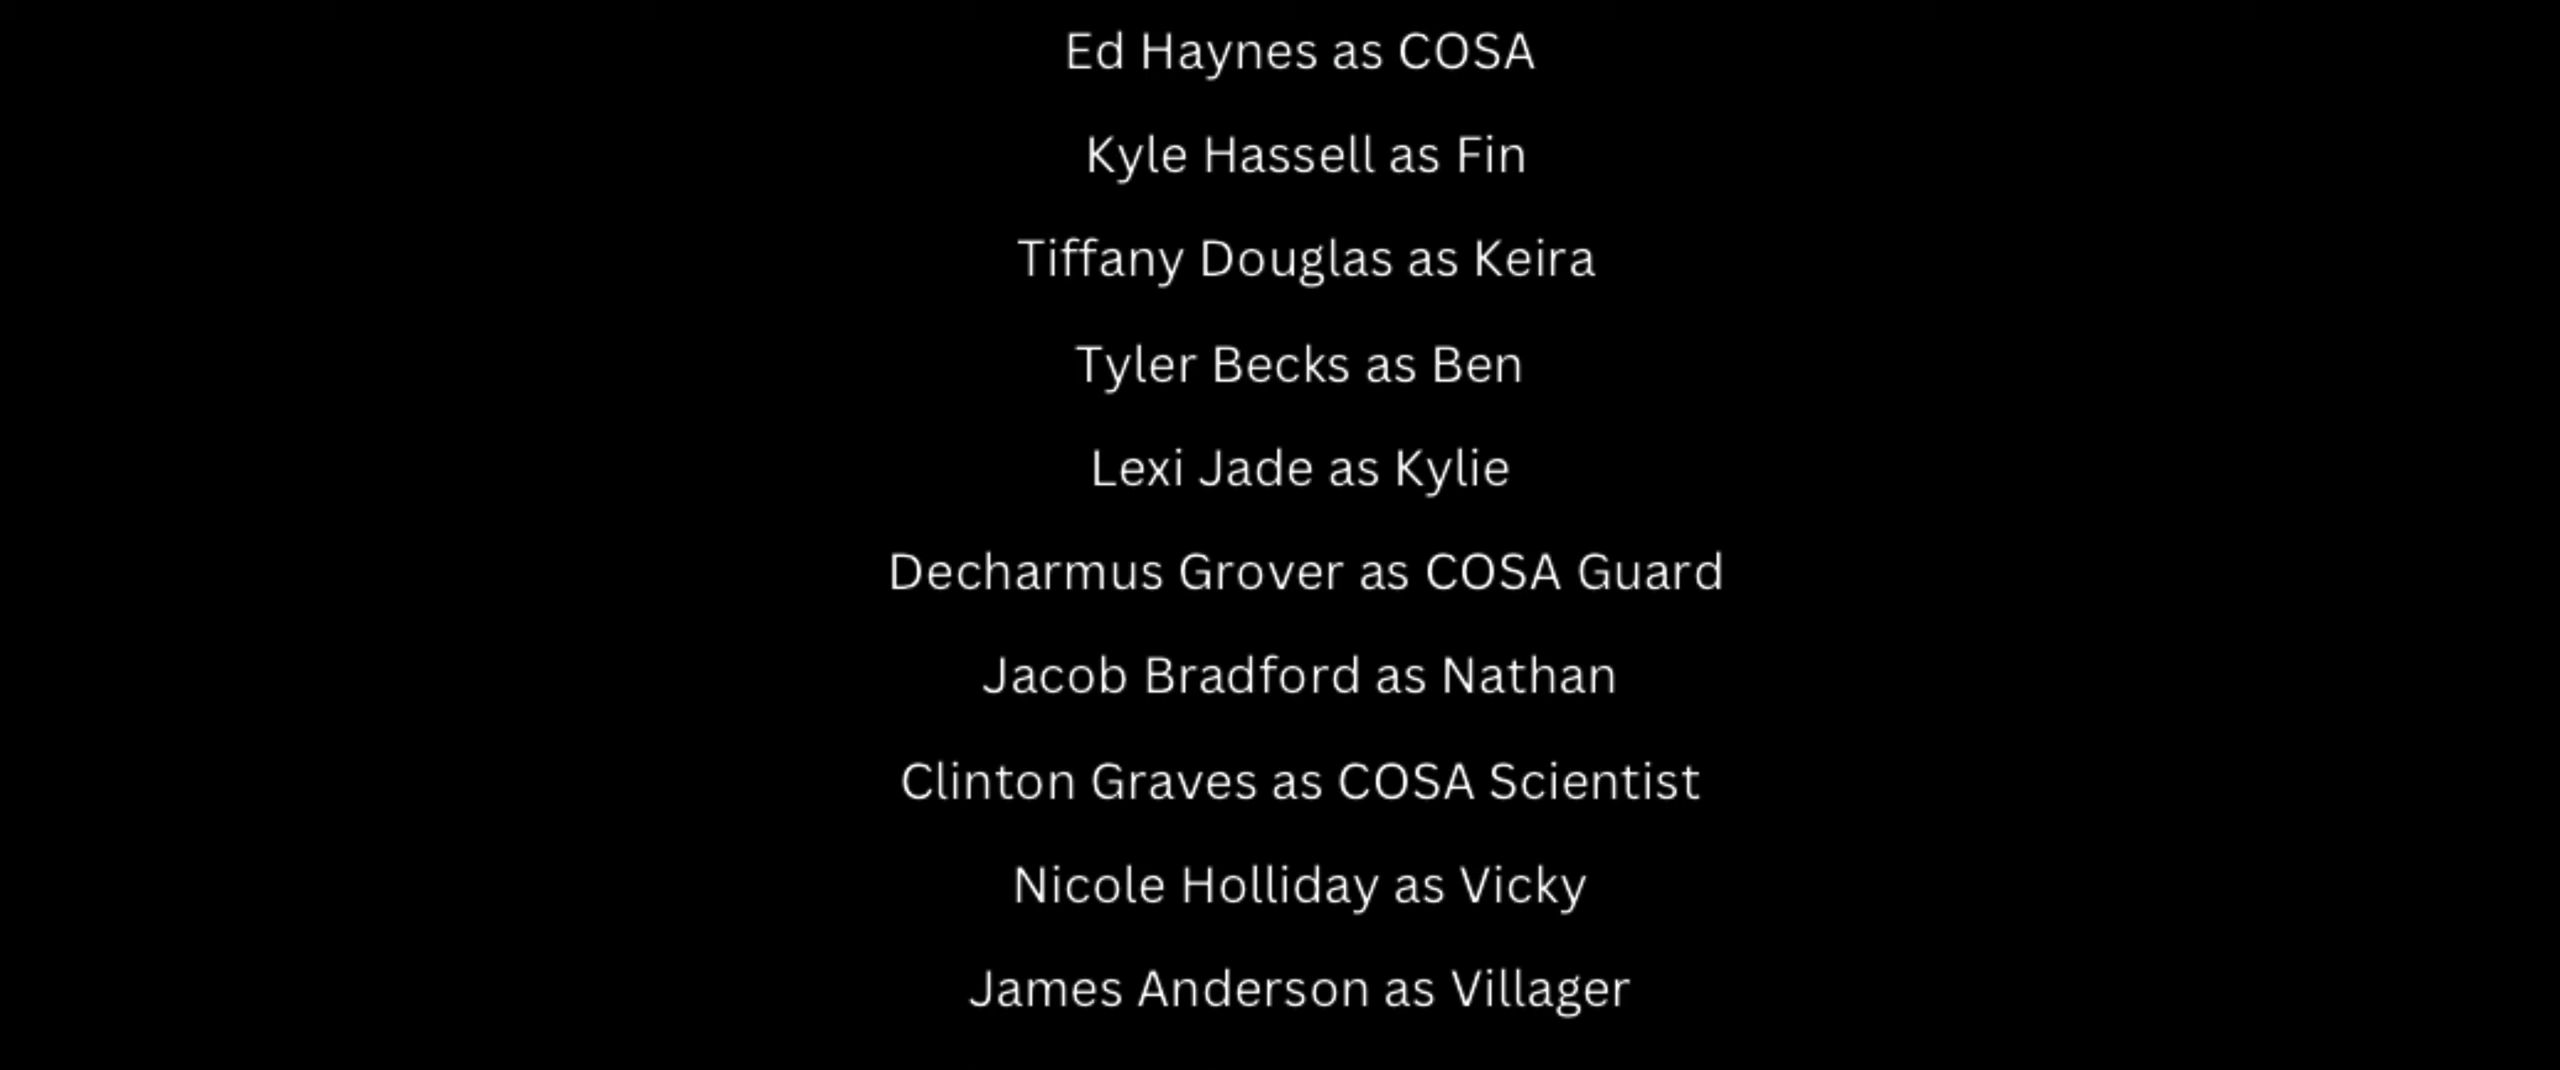 Ed Haynes as COSA
Kyle Hassell as Fin
Tiffany Douglas as Keira
Tyler Becks as Ben
Lexi Jade as Kylie
Decharmus Grover as COSA Guard
Jacob Bradford as Nathan
Clinton Graves as COSA Scientist
Nicole Holliday as Vicky
James Anderson as Villager